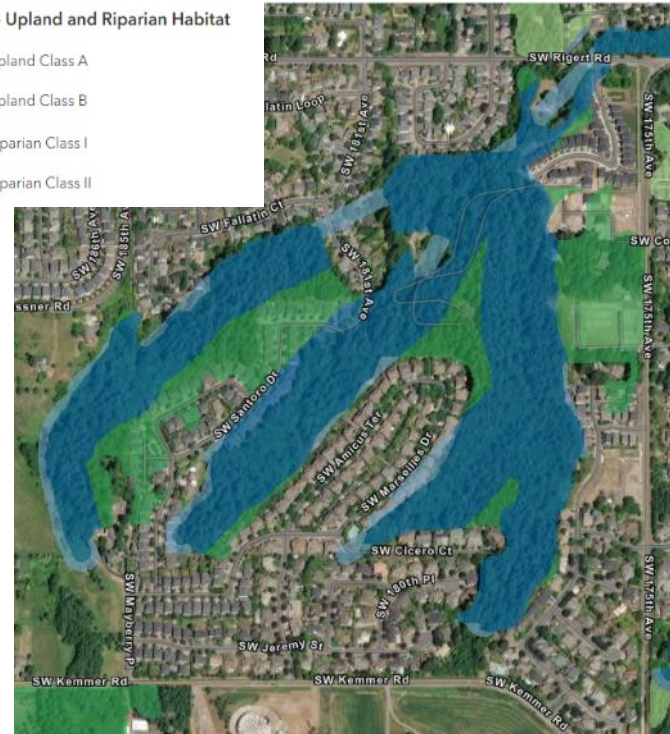 Upland and Riparian Habitat
pland Class A
pland Class B
parian Class I
parian Class II
SW Rigert Rd
Rd
latin Loop
SW 181st Ave
SW 175th Ave
SW Fallatin Ct
SW 186th Ave
SW 185th A
SW 181st Ave
SW Co
ssner Rd
SW 175th Ave
SW Santoro Dr
SW Amicus Ter
SW Marseilles Dr
SW Cicero Ct
SW 180th Pl
SW 175th Ave
SW Mayberry P
SW Jeremy St
SW Kemmer Rd
SW Kemmer Rd
SW Kemmer Rd